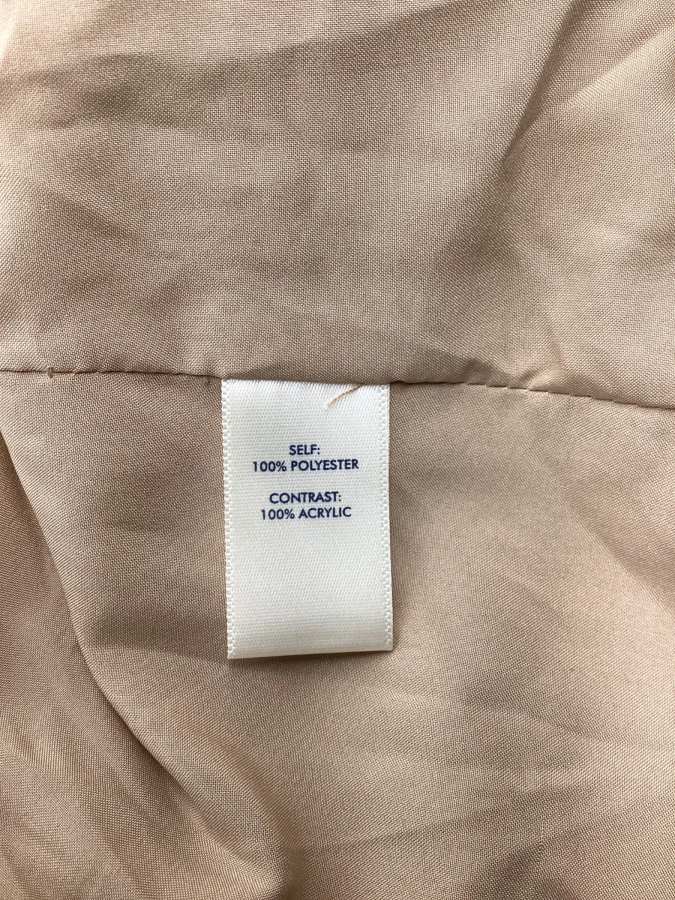 SELF:
100% POLYESTER
CONTRAST:
100% ACRYLIC